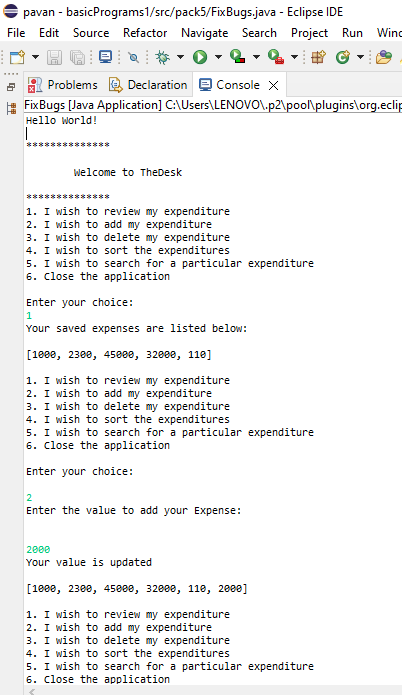 pavan - basicPrograms1/src/pack5/FixBugs.java - Eclipse IDE
File Edit Source Refactor Navigate Search Project Run
Problems Declaration Console
FixBugs [Java Application] C:\Users\LENOVO\.p2\pool\plugins\org.eclip
Hello World!
**************
Welcome to TheDesk
**************
1. I wish to review my expenditure
2. I wish to add my expenditure
3. I wish to delete my expenditure
4. I wish to sort the expenditures
5. I wish to search for a particular expenditure
6. Close the application
Enter your choice:
1
Your saved expenses are listed below:
[1000, 2300, 45000, 32000, 110]
1. I wish to review my expenditure
2. I wish to add my expenditure
3. I wish to delete my expenditure
4. I wish to sort the expenditures
5. I wish to search for a particular expenditure
6. Close the application
Enter your choice:
2
Enter the value to add your Expense:
2000
Your value is updated
[1000, 2300, 45000, 32000, 110, 2000]
1. I wish to review my expenditure
2. I wish to add my expenditure
3. I wish to delete my expenditure
4. I wish to sort the expenditures
5. I wish to search for a particular expenditure
6. Close the application